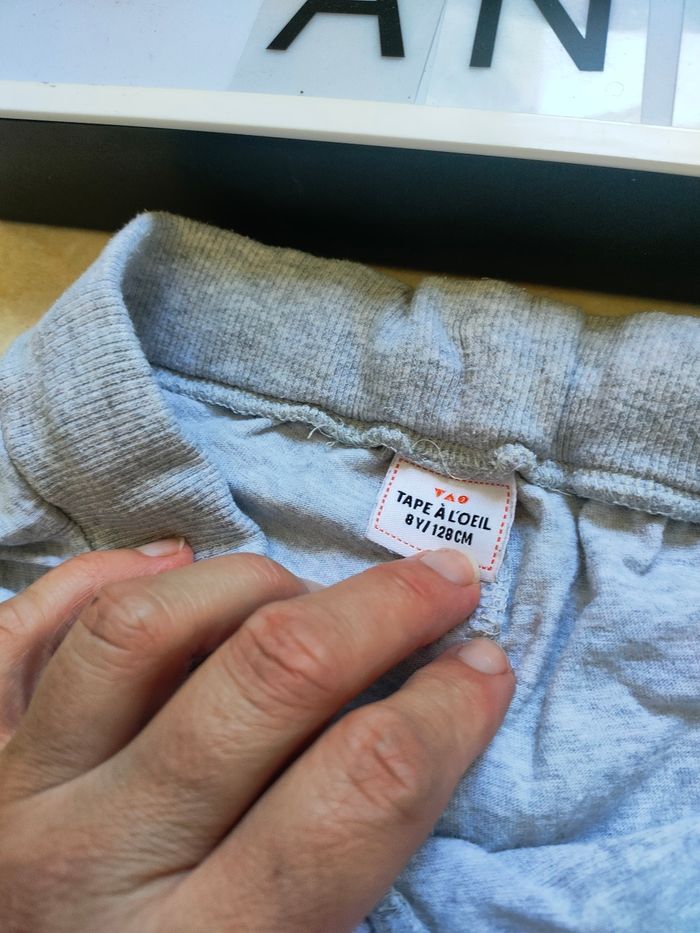 AN
TAO
TAPE À L'OEIL
8Y/128CM